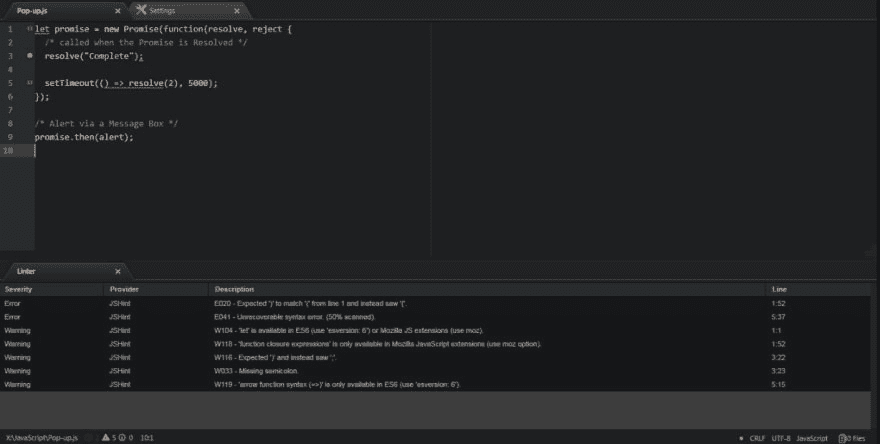 Pop-up.js Settings
1 let promise = new Promise(function(resolve, reject {
2 /* called when the Promise is Resolved */
3 resolve("Complete");
4
5 setTimeout(() => resolve(2), 5000);
6 });
7
8 /* Alert via a Message Box */
9 promise.then(alert);
10
Linter
Severity Provider Description Line
Error JSHint E020 - Expected ')' to match '(' from line 1 and instead saw '{'. 1:52
Error JSHint E041 - Unrecoverable syntax error. (50% scanned). 5:37
Warning JSHint W104 - 'let' is available in ES6 (use 'esversion: 6') or Mozilla JS extensions (use moz). 1:1
Warning JSHint W118 - 'function closure expressions' is only available in Mozilla JavaScript extensions (use moz option). 1:52
Warning JSHint W116 - Expected '}' and instead saw ';'. 3:22
Warning JSHint W033 - Missing semicolon. 3:23
Warning JSHint W119 - 'arrow function syntax (=>)' is only available in ES6 (use 'esversion: 6'). 5:15
X:\JavaScript\Pop-up.js 5 0 10:1 CRLF UTF-8 JavaScript 0 files